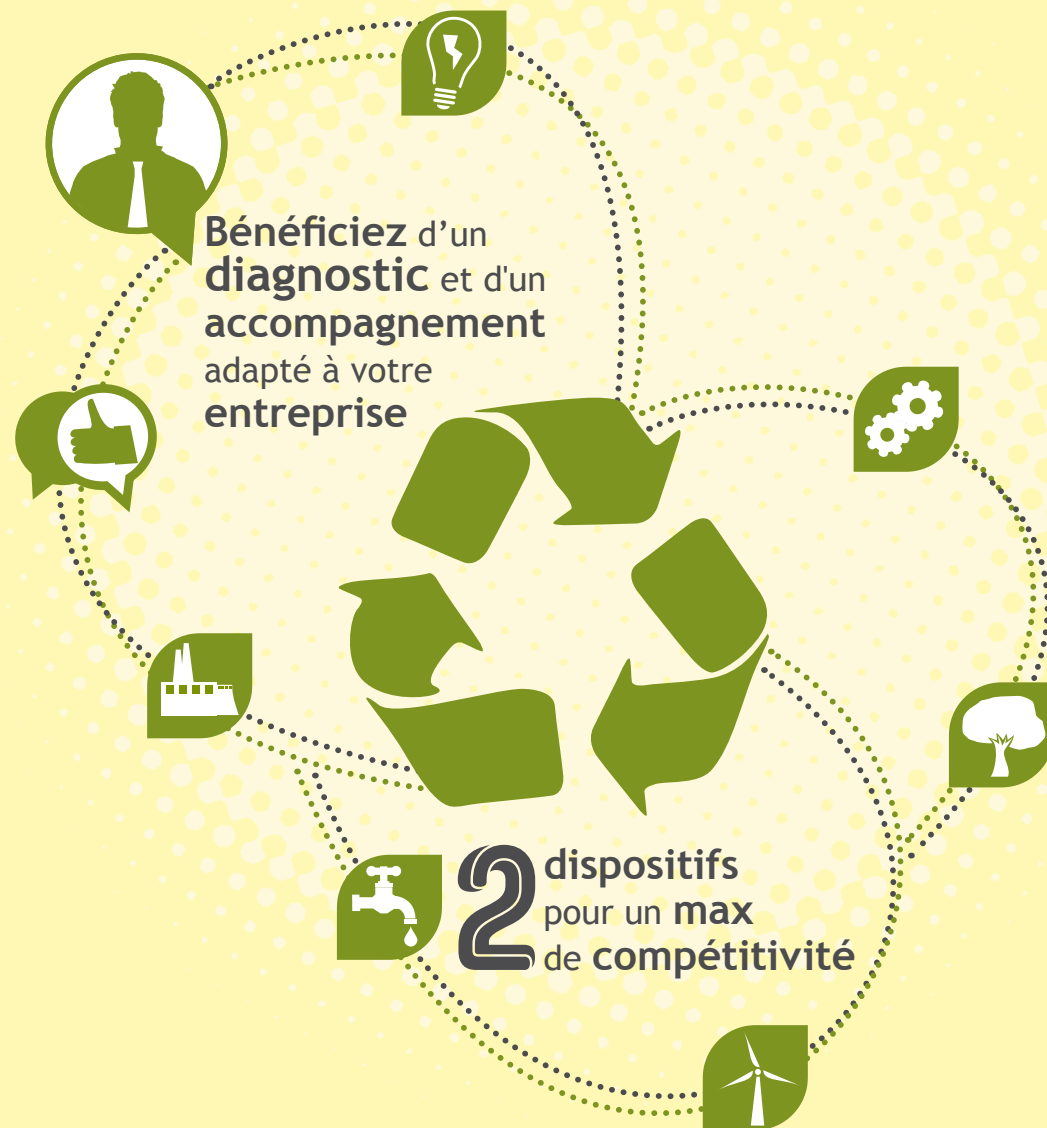 Bénéficiez d’un
diagnostic et d'un
accompagnement
adapté à votre
entreprise
2 dispositifs
pour un max
de compétitivité